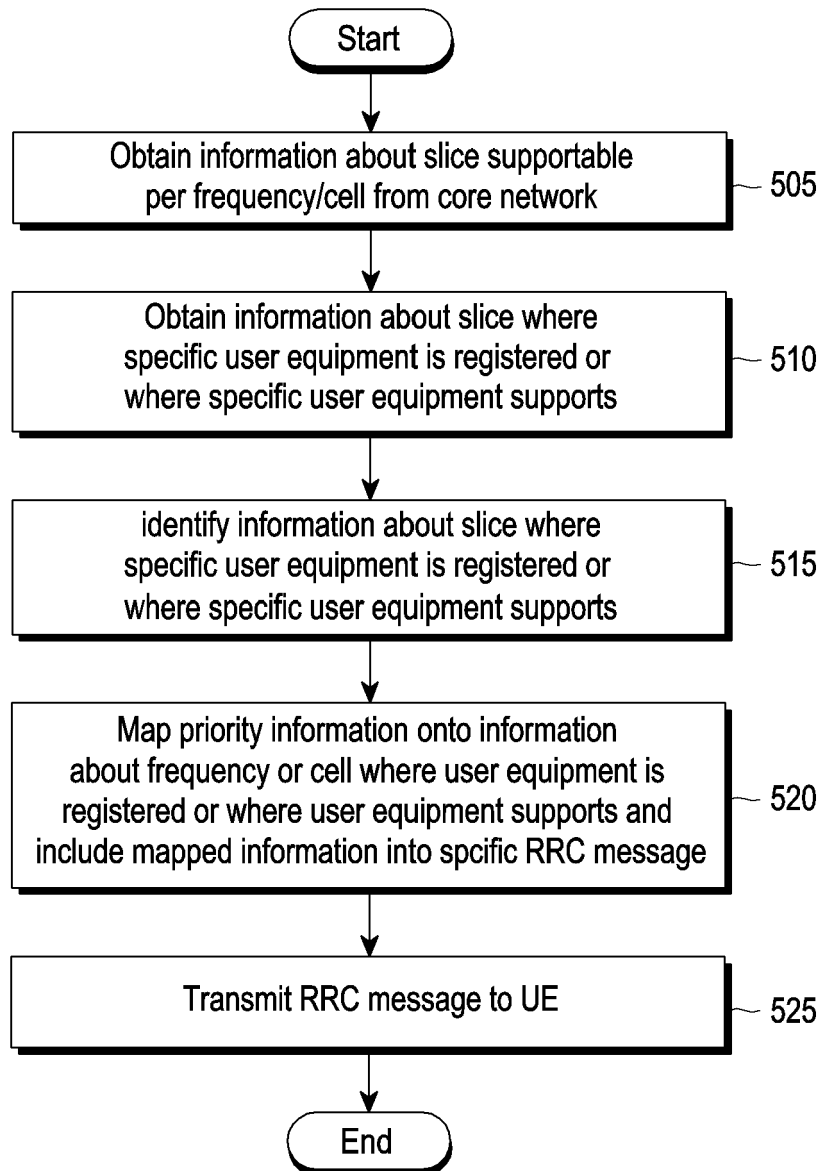 Start
Obtain information about slice supportable
per frequency/cell from core network
505
Obtain information about slice where
specific user equipment is registered or
where specific user equipment supports
510
identify information about slice where
specific user equipment is registered or
where specific user equipment supports
515
Map priority information onto information
about frequency or cell where user equipment is
registered or where user equipment supports and
include mapped information into spcific RRC message
520
Transmit RRC message to UE
525
End